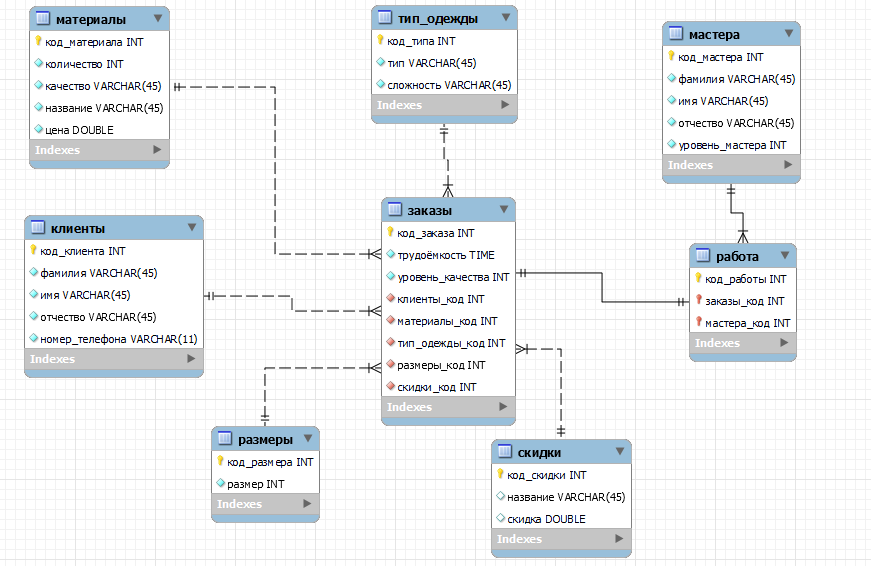 материалы
код_материала INT
количество INT
качество VARCHAR(45)
название VARCHAR(45)
цена DOUBLE
Indexes
тип_одежды
код_типа INT
тип VARCHAR(45)
сложность VARCHAR(45)
Indexes
мастера
код_мастера INT
фамилия VARCHAR(45)
имя VARCHAR(45)
отчество VARCHAR(45)
уровень_мастера INT
Indexes
клиенты
код_клиента INT
фамилия VARCHAR(45)
имя VARCHAR(45)
отчество VARCHAR(45)
номер_телефона VARCHAR(11)
Indexes
заказы
код_заказа INT
трудоёмкость TIME
уровень_качества INT
клиенты_код INT
материалы_код INT
тип_одежды_код INT
размеры_код INT
скидки_код INT
Indexes
работа
код_работы INT
заказы_код INT
мастера_код INT
Indexes
размеры
код_размера INT
размер INT
Indexes
скидки
код_скидки INT
название VARCHAR(45)
скидка DOUBLE
Indexes